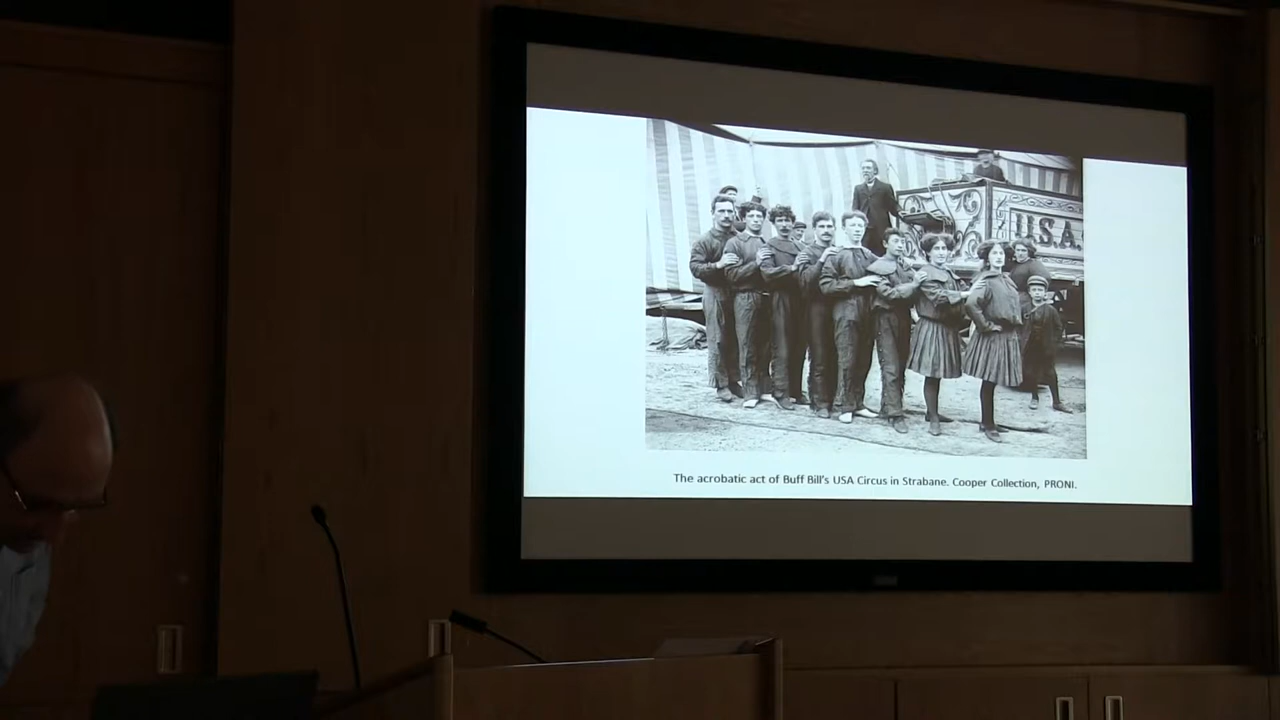 U.S.A.
The acrobatic act of Buff Bill's USA Circus in Strabane. Cooper Collection, PRONI.